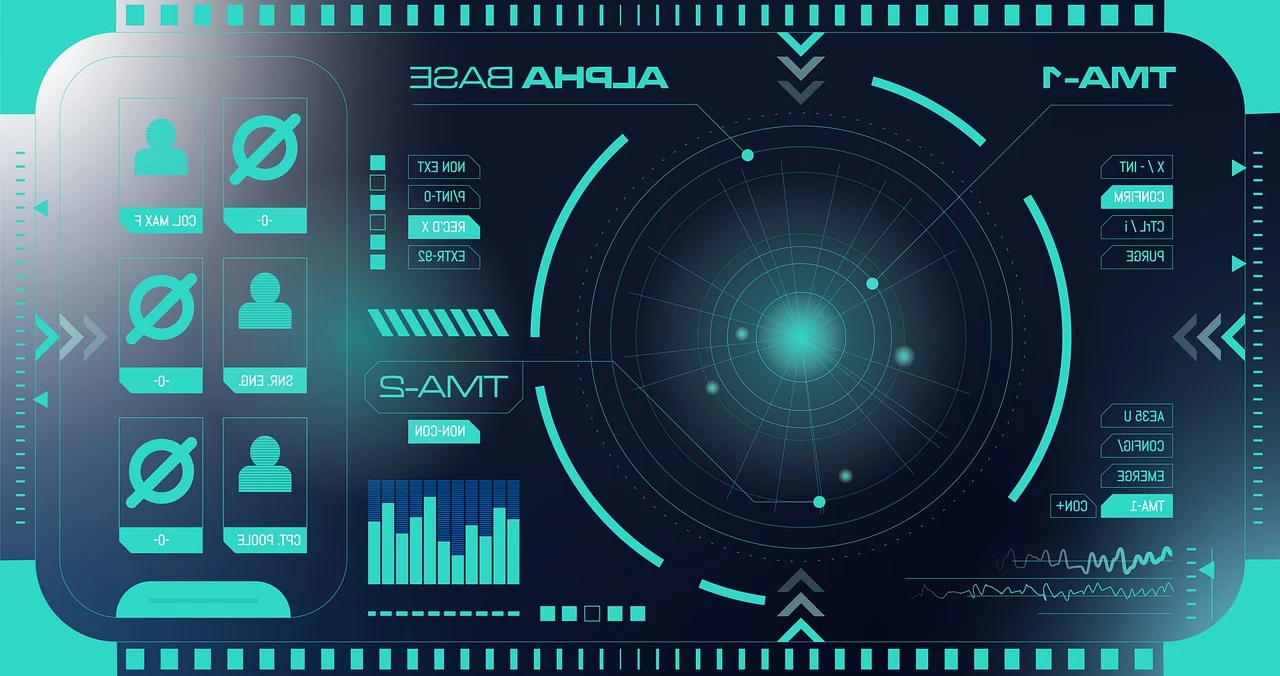 TMA-1
ALPHA BASE
X / - INT
CONFIRM
CTrL / i
PURGE
NON EXT
P/INT-0
REC'D X
EXTR-92
-0-
COL. MAX F
TMA-2
NON-CON
SNR. ENG.
-0-
AE35 U
CONFIG/
EMERGE
TMA-1
CON+
CPT. POOLE
-0-